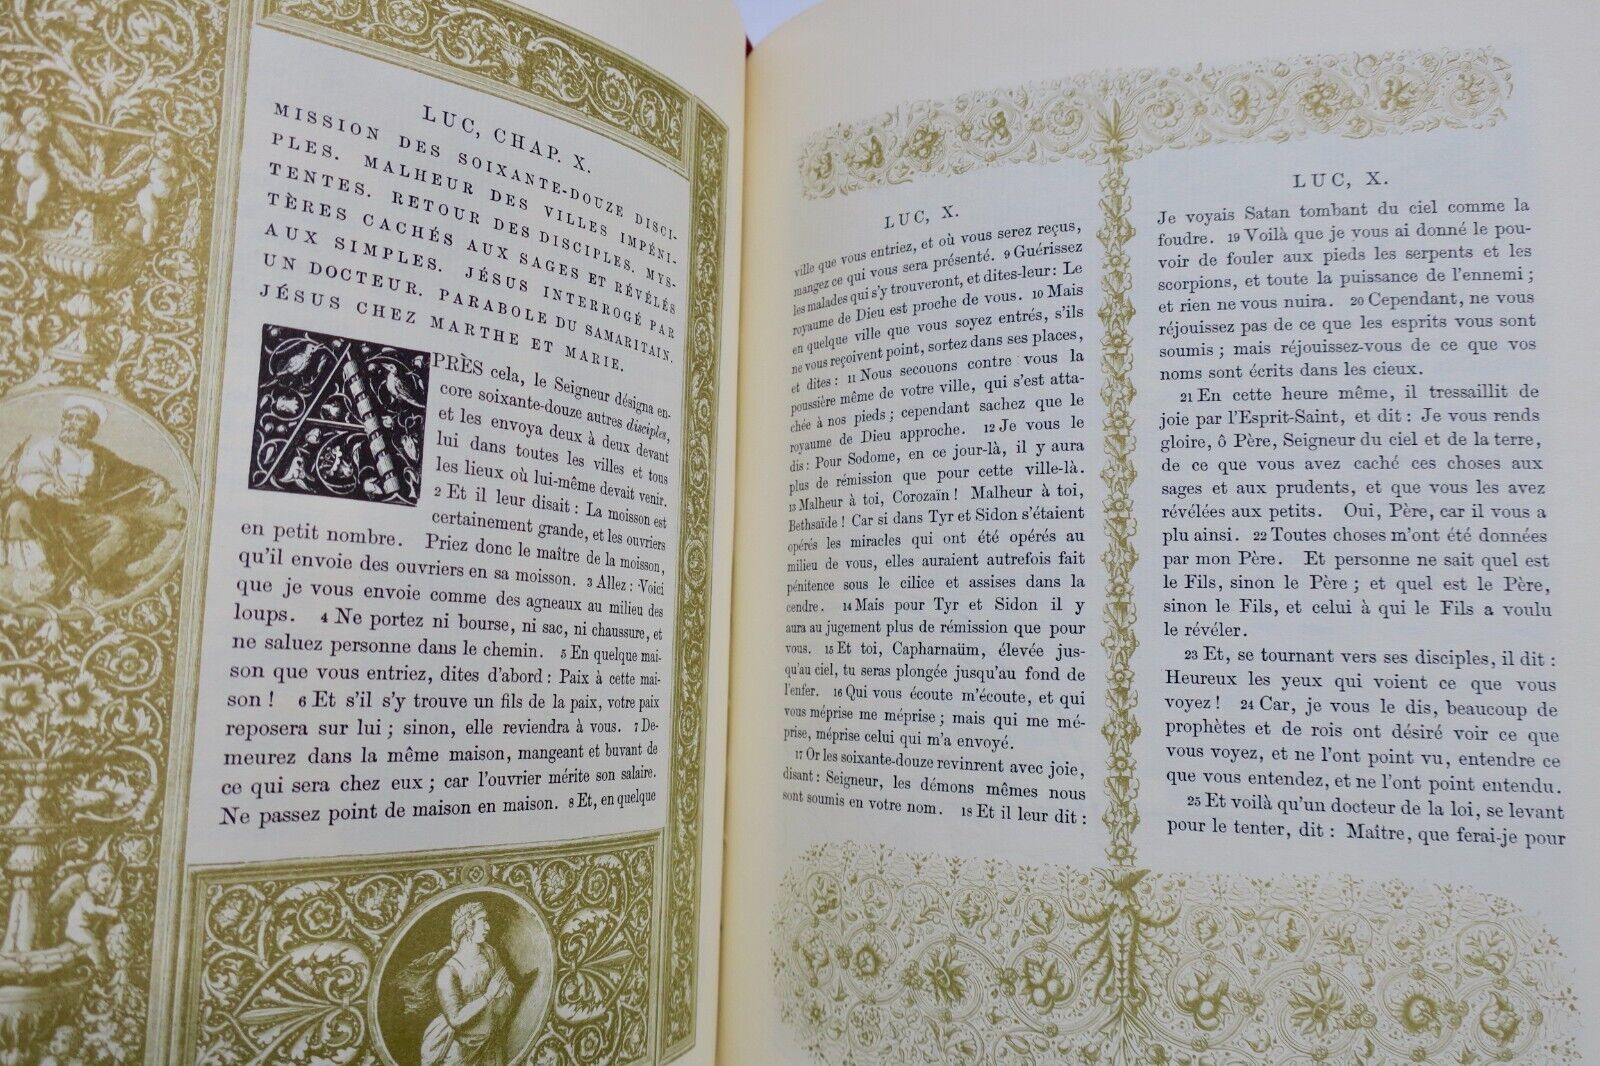 LUC, CHAP. X.
MISSION DES SOIXANTE-DOUZE DISCI-
PLES. MALHEUR DES VILLES IMPÉNI-
TENTES. RETOUR DES DISCIPLES. MYS-
TÈRES CACHÉS AUX SAGES ET RÉVÉLÉS
AUX SIMPLES. JÉSUS INTERROGÉ PAR
UN DOCTEUR. PARABOLE DU SAMARITAIN.
JÉSUS CHEZ MARTHE ET MARIE.
APRÈS cela, le Seigneur désigna en-
core soixante-douze autres disciples,
et les envoya deux à deux devant
lui dans toutes les villes et tous
les lieux où lui-même devait venir.
2 Et il leur disait : La moisson est
certainement grande, et les ouvriers
en petit nombre. Priez donc le maître de la moisson,
qu'il envoie des ouvriers en sa moisson. 3 Allez : Voici
que je vous envoie comme des agneaux au milieu des
loups. 4 Ne portez ni bourse, ni sac, ni chaussure, et
ne saluez personne dans le chemin. 5 En quelque mai-
son que vous entriez, dites d'abord : Paix à cette mai-
son ! 6 Et s'il s'y trouve un fils de la paix, votre paix
reposera sur lui ; sinon, elle reviendra à vous. 7 De-
meurez dans la même maison, mangeant et buvant de
ce qui sera chez eux ; car l'ouvrier mérite son salaire.
Ne passez point de maison en maison. 8 Et, en quelque
LUC, X.
ville que vous entriez, et où vous serez reçus,
mangez ce qui vous sera présenté. 9 Guérissez
les malades qui s'y trouveront, et dites-leur : Le
royaume de Dieu est proche de vous. 10 Mais
en quelque ville que vous soyez entrés, s'ils
ne vous reçoivent point, sortez dans ses places,
et dites : 11 Nous secouons contre vous la
poussière même de votre ville, qui s'est atta-
chée à nos pieds ; cependant sachez que le
royaume de Dieu approche. 12 Je vous le
dis : Pour Sodome, en ce jour-là, il y aura
plus de rémission que pour cette ville-là.
13 Malheur à toi, Corozaïn ! Malheur à toi,
Bethsaïde ! Car si dans Tyr et Sidon s'étaient
opérés les miracles qui ont été opérés au
milieu de vous, elles auraient autrefois fait
pénitence sous le cilice et assises dans la
cendre. 14 Mais pour Tyr et Sidon il y
aura au jugement plus de rémission que pour
vous. 15 Et toi, Capharnaüm, élevée jus-
qu'au ciel, tu seras plongée jusqu'au fond de
l'enfer. 16 Qui vous écoute m'écoute, et qui
vous méprise me méprise ; mais qui me mé-
prise, méprise celui qui m'a envoyé.
17 Or les soixante-douze revinrent avec joie,
disant : Seigneur, les démons mêmes nous
sont soumis en votre nom. 18 Et il leur dit :
LUC, X.
Je voyais Satan tombant du ciel comme la
foudre. 19 Voilà que je vous ai donné le pou-
voir de fouler aux pieds les serpents et les
scorpions, et toute la puissance de l'ennemi ;
et rien ne vous nuira. 20 Cependant, ne vous
réjouissez pas de ce que les esprits vous sont
soumis ; mais réjouissez-vous de ce que vos
noms sont écrits dans les cieux.
21 En cette heure même, il tressaillit de
joie par l'Esprit-Saint, et dit : Je vous rends
gloire, ô Père, Seigneur du ciel et de la terre,
de ce que vous avez caché ces choses aux
sages et aux prudents, et que vous les avez
révélées aux petits. Oui, Père, car il vous a
plu ainsi. 22 Toutes choses m'ont été données
par mon Père. Et personne ne sait quel est
le Fils, sinon le Père ; et quel est le Père,
sinon le Fils, et celui à qui le Fils a voulu
le révéler.
23 Et, se tournant vers ses disciples, il dit :
Heureux les yeux qui voient ce que vous
voyez ! 24 Car, je vous le dis, beaucoup de
prophètes et de rois ont désiré voir ce que
vous voyez, et ne l'ont point vu, entendre ce
que vous entendez, et ne l'ont point entendu.
25 Et voilà qu'un docteur de la loi, se levant
pour le tenter, dit : Maître, que ferai-je pour